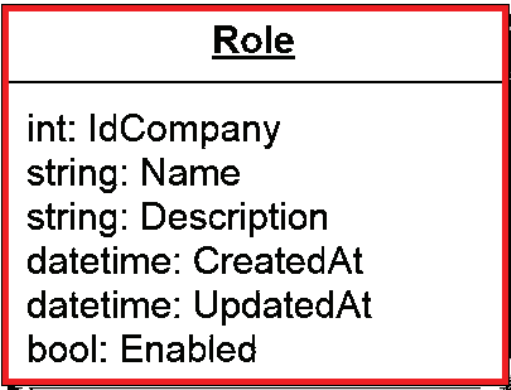 Role
int: IdCompany
string: Name
string: Description
datetime: CreatedAt
datetime: UpdatedAt
bool: Enabled